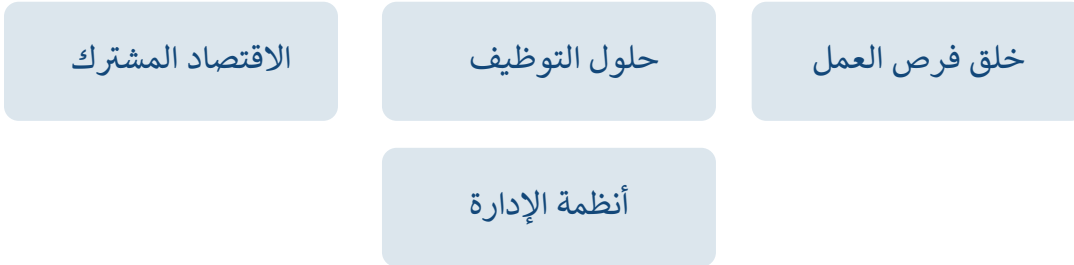 خلق فرص العمل
حلول التوظيف
الاقتصاد المشترك
أنظمة الإدارة